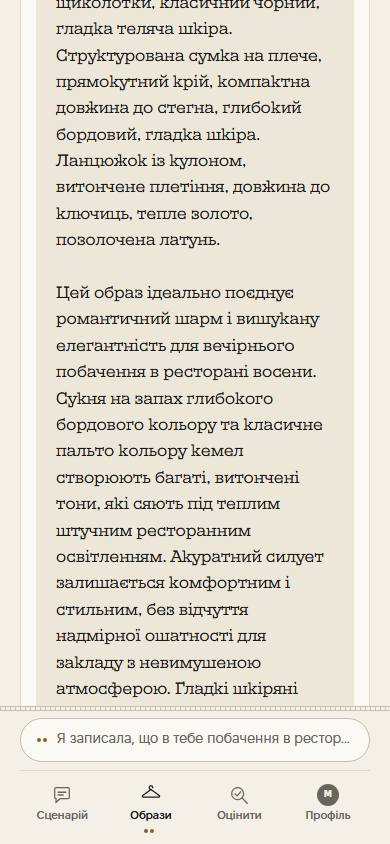 щиколотки, класичний чорний,
гладка теляча шкіра.
Структурована сумка на плече,
прямокутний крій, компактна
довжина до стегна, глибокий
бордовий, гладка шкіра.
Ланцюжок із кулоном,
витончене плетіння, довжина до
ключиць, тепле золото,
позолочена латунь.
Цей образ ідеально поєднує
романтичний шарм і вишукану
елегантність для вечірнього
побачення в ресторані восени.
Сукня на запах глибокого
бордового кольору та класичне
пальто кольору кемел
створюють багаті, витончені
тони, які сяють під теплим
штучним ресторанним
освітленням. Акуратний силует
залишається комфортним і
стильним, без відчуття
надмірної ошатності для
закладу з невимушеною
атмосферою. Гладкі шкіряні
Я записала, що в тебе побачення в рестор...
Сценарій
Образи
Оцінити
М
Профіль